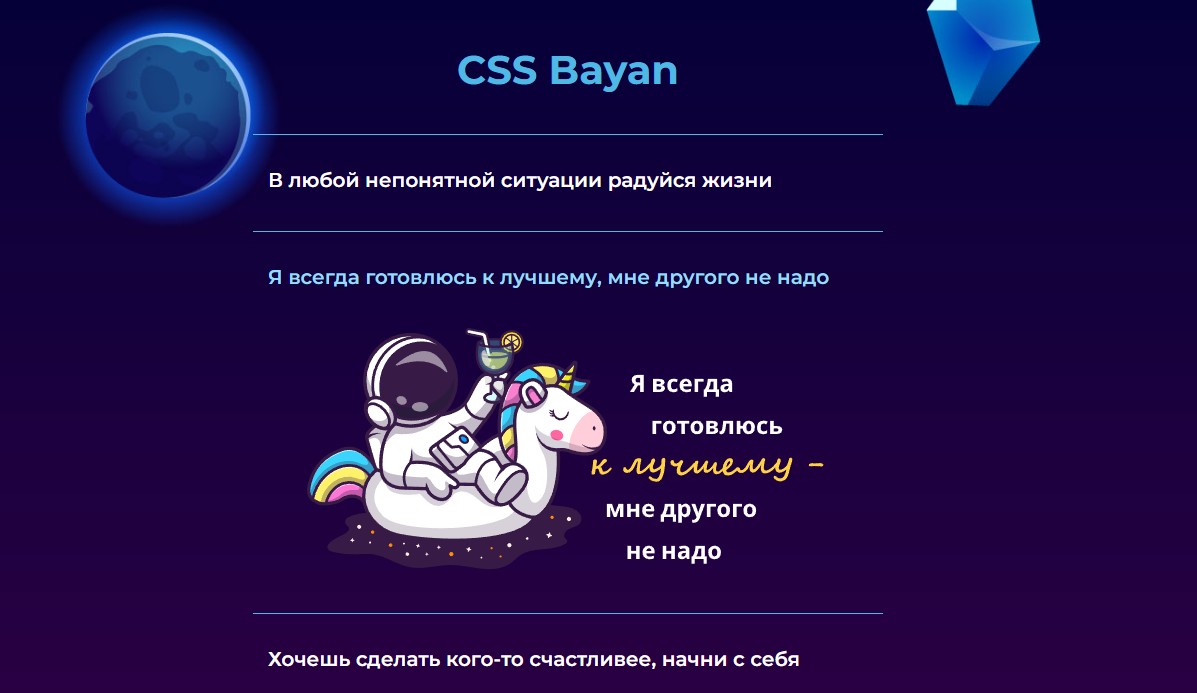 CSS Bayan
В любой непонятной ситуации радуйся жизни
Я всегда готовлюсь к лучшему, мне другого не надо
Я всегда
готовлюсь
к лучшему –
мне другого
не надо
Хочешь сделать кого-то счастливее, начни с себя